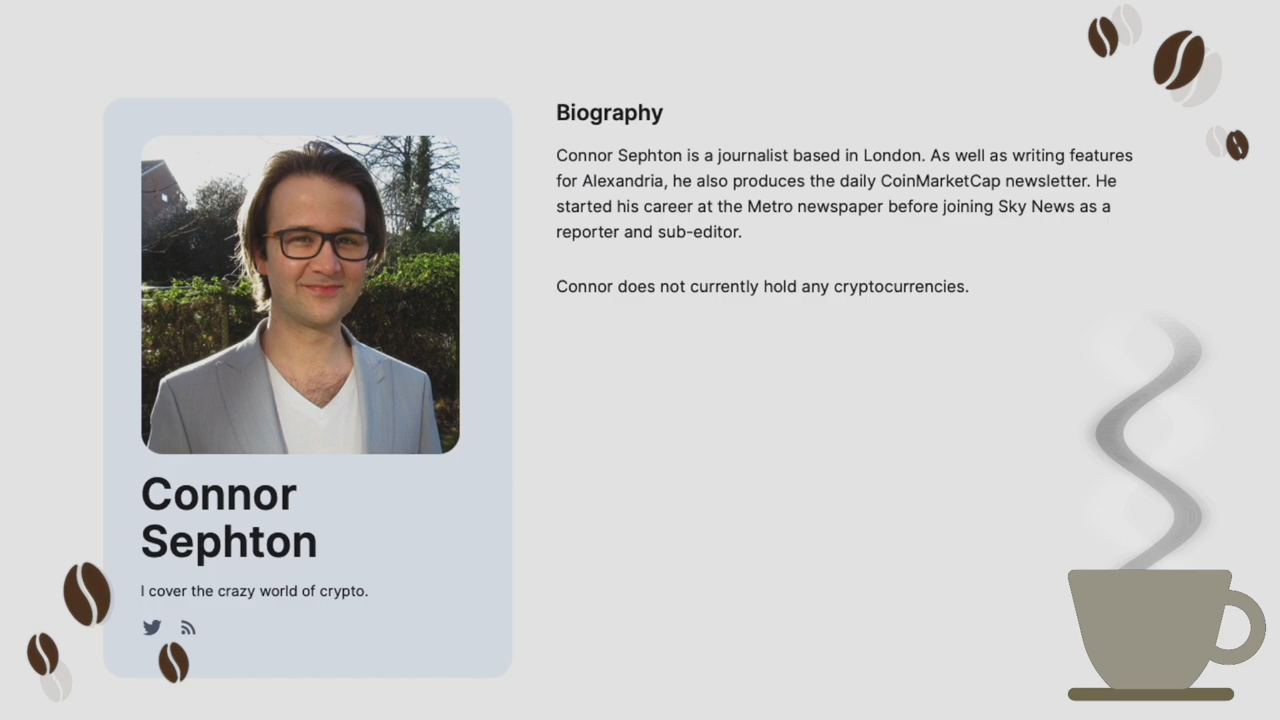 Biography
Connor Sephton is a journalist based in London. As well as writing features
for Alexandria, he also produces the daily CoinMarketCap newsletter. He
started his career at the Metro newspaper before joining Sky News as a
reporter and sub-editor.
Connor does not currently hold any cryptocurrencies.
Connor
Sephton
I cover the crazy world of crypto.